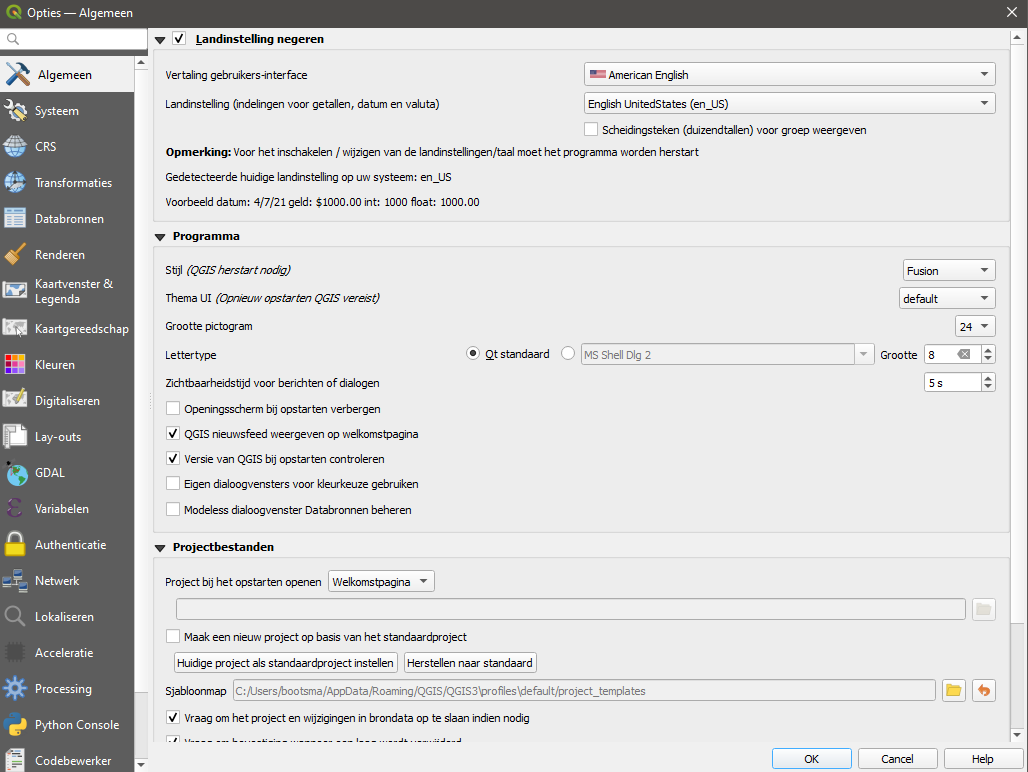 Opties — Algemeen
Algemeen
Systeem
CRS
Transformaties
Databronnen
Renderen
Kaartvenster &
Legenda
Kaartgereedschap
Kleuren
Digitaliseren
Lay-outs
GDAL
Variabelen
Authenticatie
Netwerk
Lokaliseren
Acceleratie
Processing
Python Console
Codebewerker
Landinstelling negeren
Vertaling gebruikers-interface American English
Landinstelling (indelingen voor getallen, datum en valuta) English UnitedStates (en_US)
Scheidingsteken (duizendtallen) voor groep weergeven
Opmerking: Voor het inschakelen / wijzigen van de landinstellingen/taal moet het programma worden herstart
Gedetecteerde huidige landinstelling op uw systeem: en_US
Voorbeeld datum: 4/7/21 geld: $1000.00 int: 1000 float: 1000.00
Programma
Stijl (QGIS herstart nodig) Fusion
Thema UI (Opnieuw opstarten QGIS vereist) default
Grootte pictogram 24
Lettertype Qt standaard MS Shell Dlg 2 Grootte 8
Zichtbaarheidstijd voor berichten of dialogen 5 s
Openingsscherm bij opstarten verbergen
QGIS nieuwsfeed weergeven op welkomstpagina
Versie van QGIS bij opstarten controleren
Eigen dialoogvensters voor kleurkeuze gebruiken
Modeless dialoogvenster Databronnen beheren
Projectbestanden
Project bij het opstarten openen Welkomstpagina
Maak een nieuw project op basis van het standaardproject
Huidige project als standaardproject instellen Herstellen naar standaard
Sjabloonmap C:/Users/bootsma/AppData/Roaming/QGIS/QGIS3\profiles\default/project_templates
Vraag om het project en wijzigingen in brondata op te slaan indien nodig
Vraag om bevestiging wanneer een laag wordt verwijderd
OK Cancel Help